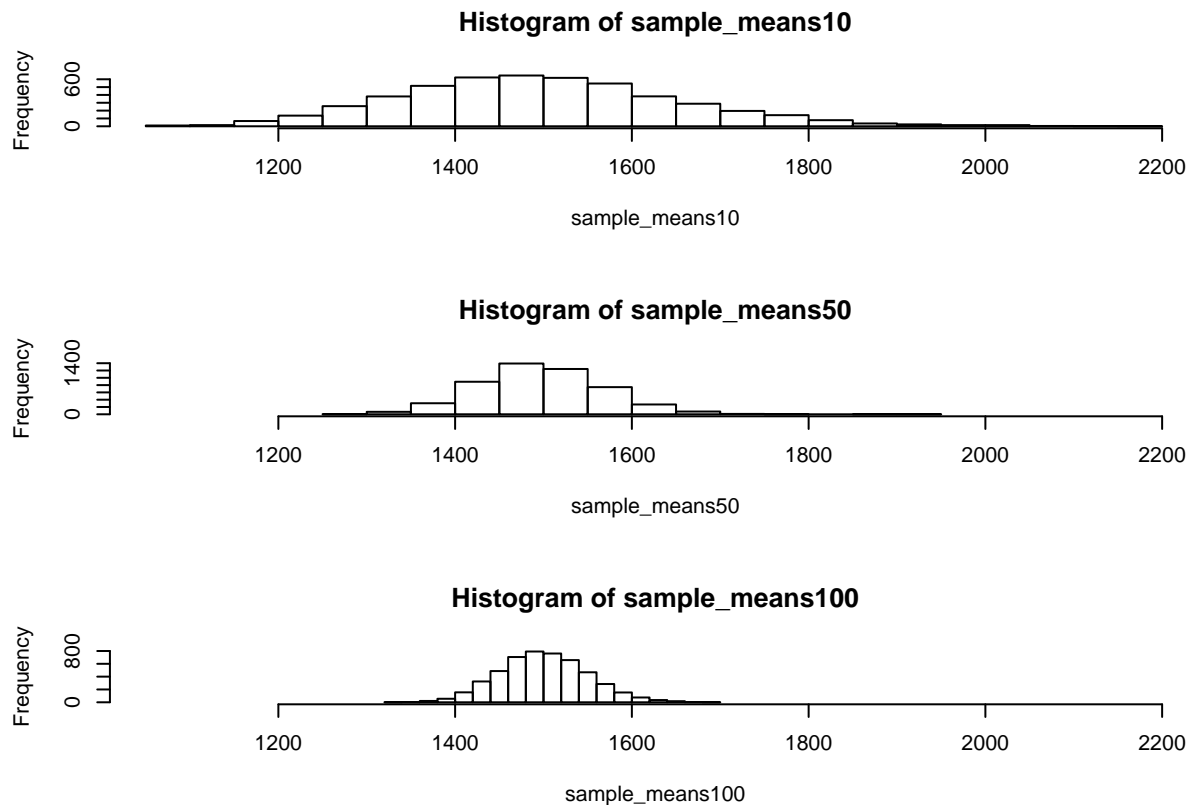 Histogram of sample_means10
Frequency
600
0
1200 1400 1600 1800 2000 2200
sample_means10
Histogram of sample_means50
Frequency
1400
0
1200 1400 1600 1800 2000 2200
sample_means50
Histogram of sample_means100
Frequency
800
0
1200 1400 1600 1800 2000 2200
sample_means100